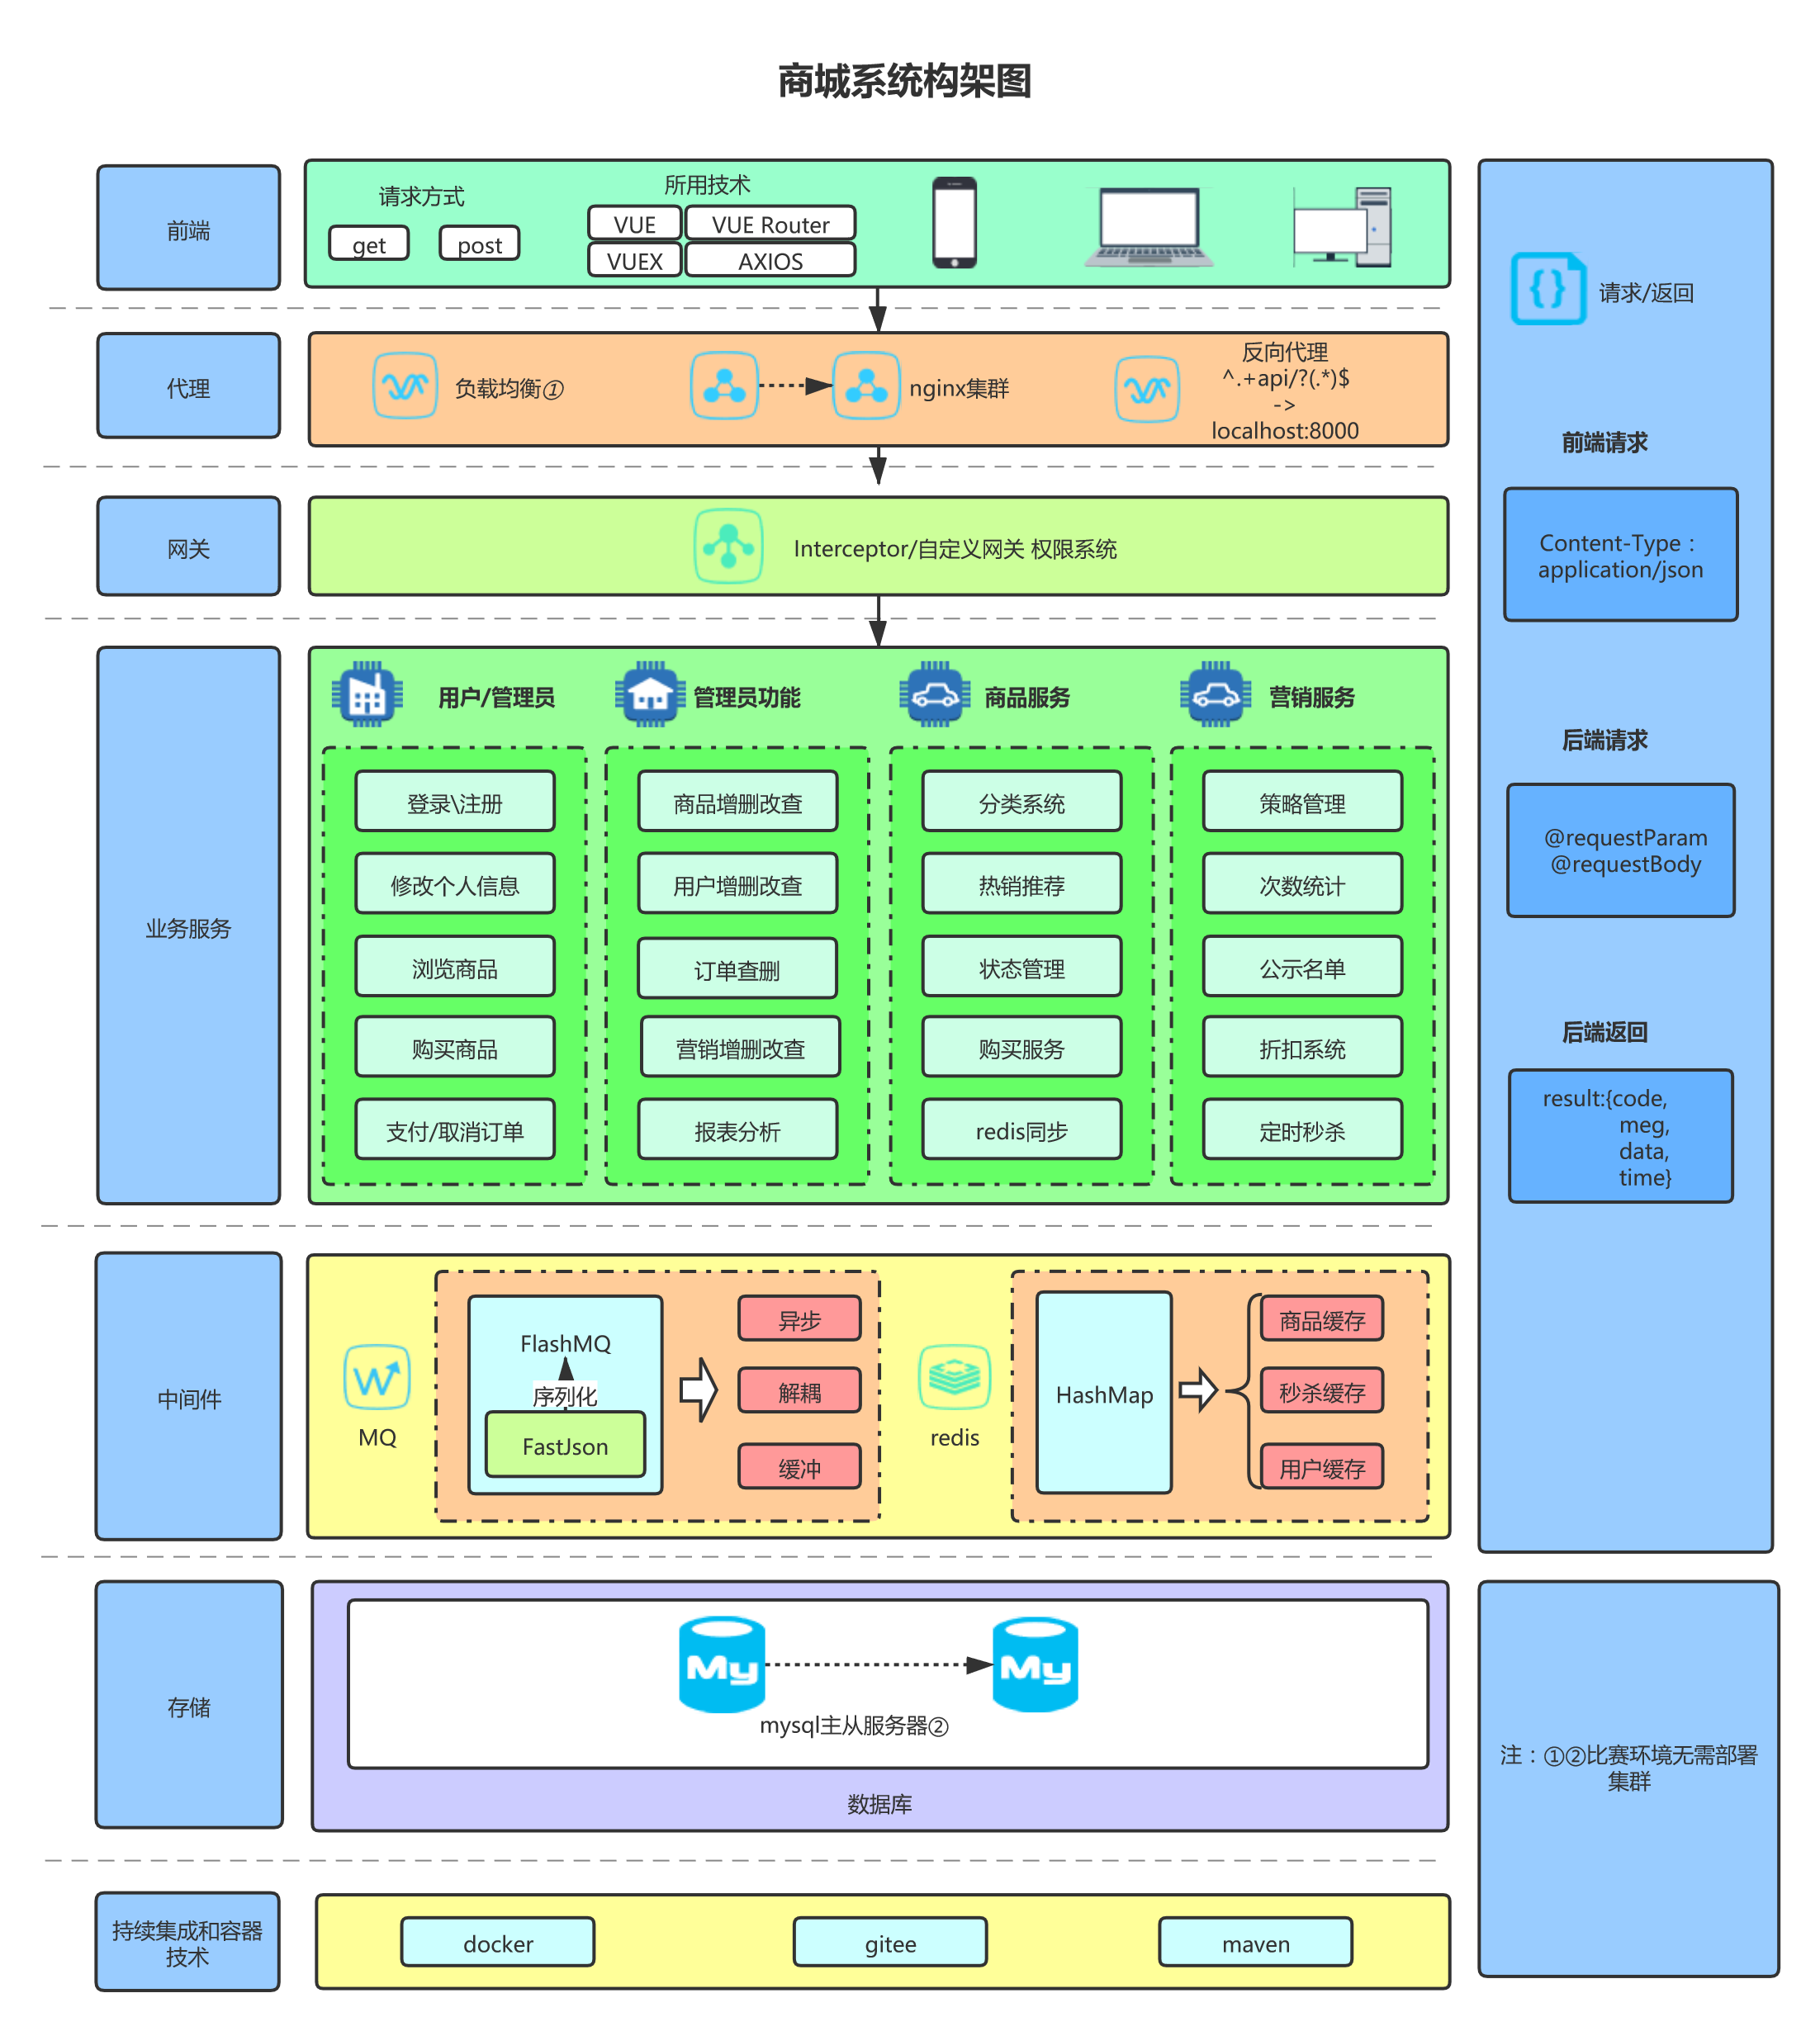 商城系统构架图
前端
请求方式
get
post
所用技术
VUE
VUE Router
VUEX
AXIOS
代理
负载均衡①
nginx集群
反向代理
^.+api/?(.*)$
->
localhost:8000
网关
Interceptor/自定义网关 权限系统
业务服务
用户/管理员
登录\注册
修改个人信息
浏览商品
购买商品
支付/取消订单
管理员功能
商品增删改查
用户增删改查
订单查删
营销增删改查
报表分析
商品服务
分类系统
热销推荐
状态管理
购买服务
redis同步
营销服务
策略管理
次数统计
公示名单
折扣系统
定时秒杀
中间件
MQ
FlashMQ
序列化
FastJson
异步
解耦
缓冲
redis
HashMap
商品缓存
秒杀缓存
用户缓存
存储
My
My
mysql主从服务器②
数据库
持续集成和容器
技术
docker
gitee
maven
{}
请求/返回
前端请求
Content-Type：
application/json
后端请求
@requestParam
@requestBody
后端返回
result:{code,
meg,
data,
time}
注：①②比赛环境无需部署
集群